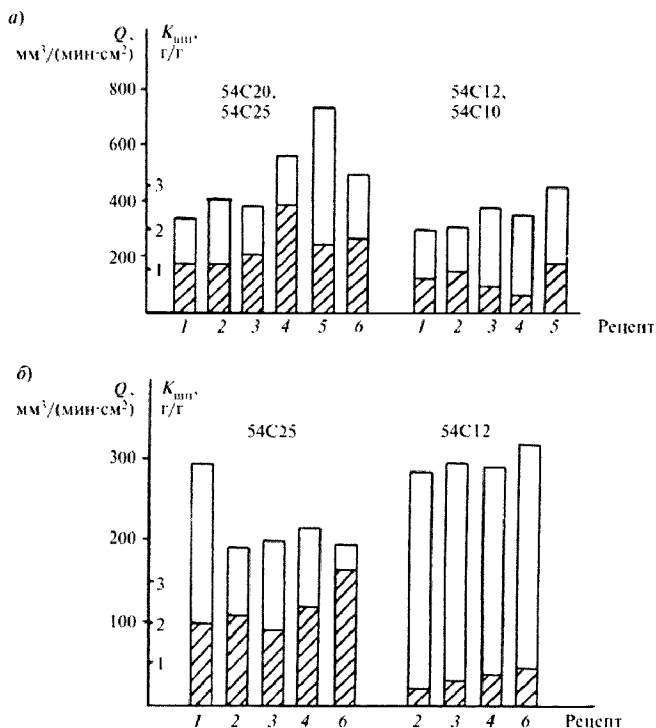 а)
Q, K_шл,
мм³/(мин·см²) г/г
800
54С20, 54С12,
54С25 54С10
600
3
400
2
200
1
1 2 3 4 5 6 1 2 3 4 5 Рецепт
б)
Q, K_шл,
мм³/(мин·см²) г/г
54С25 54С12
300
200
3
100 2
1
1 2 3 4 6 2 3 4 6 Рецепт